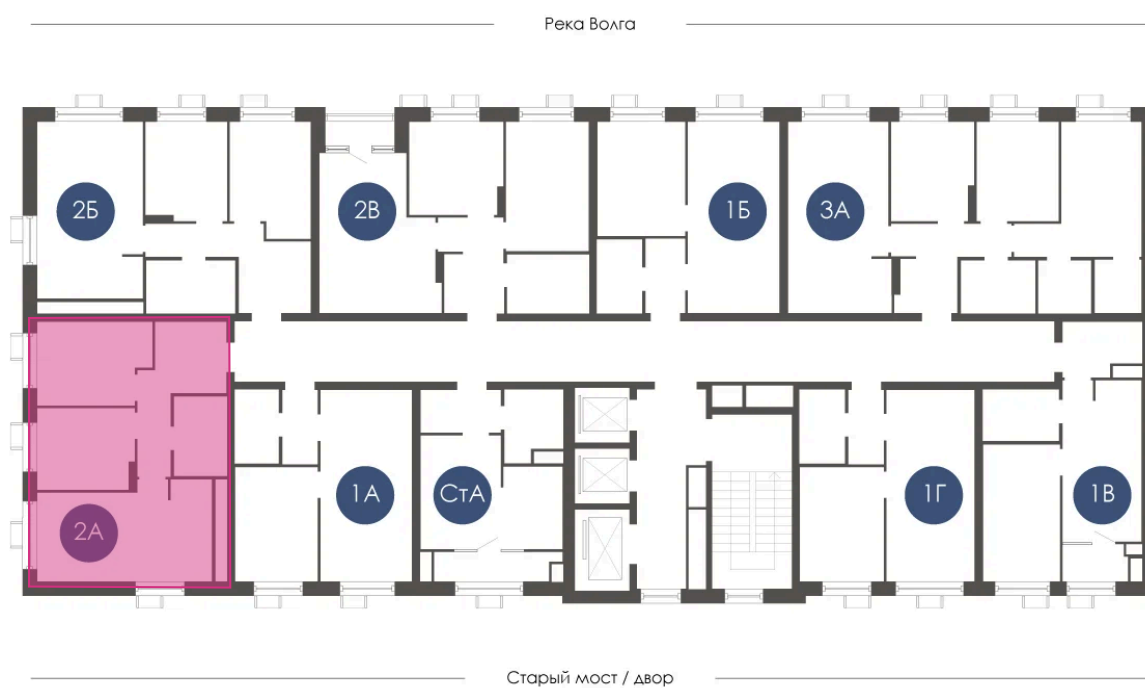 Река Волга
2Б
2В
1Б
3А
2А
1А
СтА
1Г
1В
Старый мост / двор